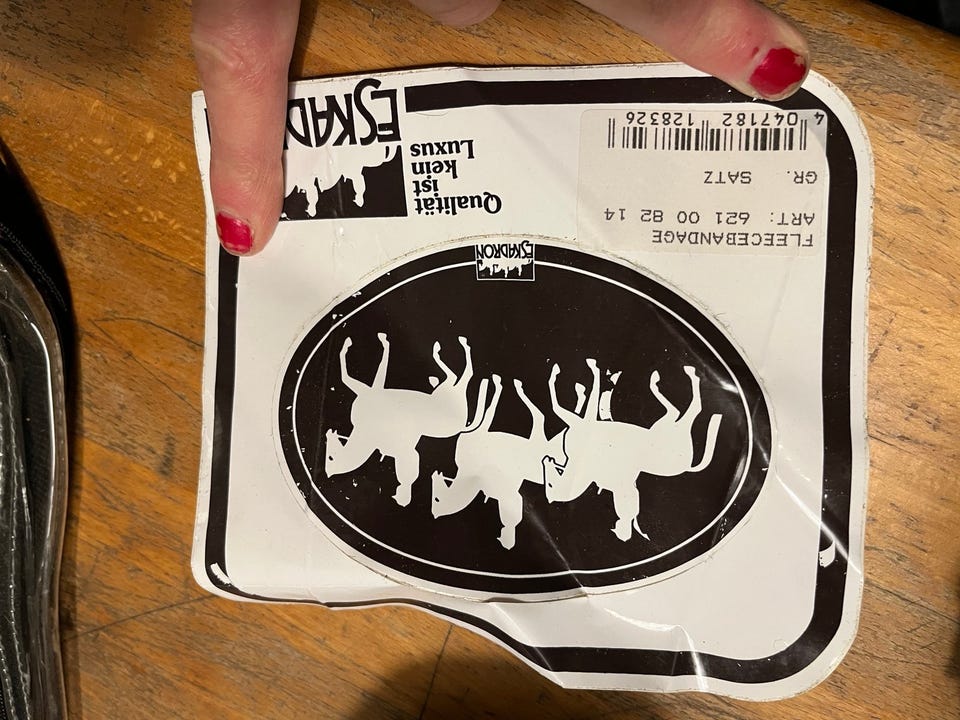 FLEECEBANDAGE
ART: 621 00 82 14
GR. SATZ
4 047182 128326
Qualität
ist
kein
Luxus
ESKADRON
ESKADRON